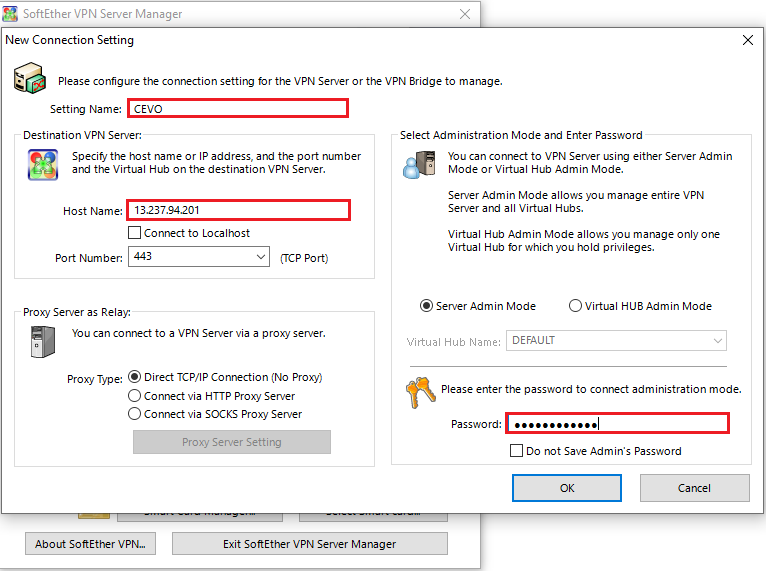 SoftEther VPN Server Manager
New Connection Setting
Please configure the connection setting for the VPN Server or the VPN Bridge to manage.
Setting Name: CEVO
Destination VPN Server:
Specify the host name or IP address, and the port number
and the Virtual Hub on the destination VPN Server.
Host Name: 13.237.94.201
Connect to Localhost
Port Number: 443 (TCP Port)
Proxy Server as Relay:
You can connect to a VPN Server via a proxy server.
Proxy Type: Direct TCP/IP Connection (No Proxy)
Connect via HTTP Proxy Server
Connect via SOCKS Proxy Server
Proxy Server Setting
Select Administration Mode and Enter Password
You can connect to VPN Server using either Server Admin
Mode or Virtual Hub Admin Mode.
Server Admin Mode allows you manage entire VPN
Server and all Virtual Hubs.
Virtual Hub Admin Mode allows you manage only one
Virtual Hub for which you hold privileges.
Server Admin Mode Virtual HUB Admin Mode
Virtual Hub Name: DEFAULT
Please enter the password to connect administration mode.
Password: ●●●●●●●●●●●●
Do not Save Admin's Password
OK Cancel
Smart Card Manager... Select Smart Card...
About SoftEther VPN... Exit SoftEther VPN Server Manager